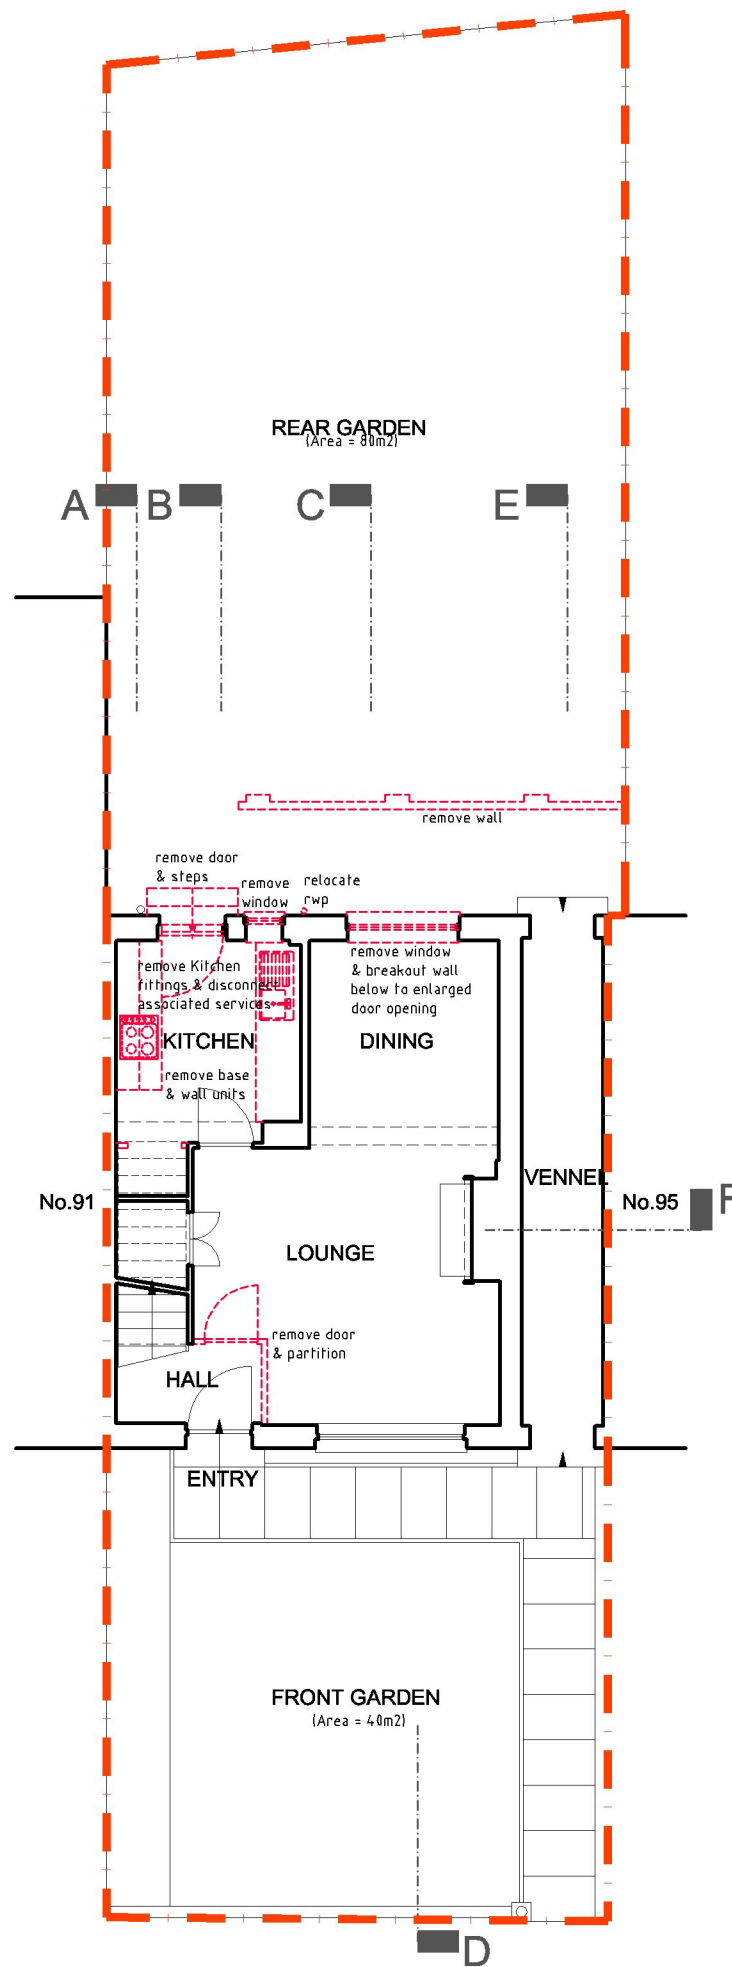 REAR GARDEN
(Area = 80m2)
A
B
C
E
remove wall
remove door
& steps
remove
window
relocate
rwp
remove Kitchen
fittings & disconnect
associated services
remove window
& breakout wall
below to enlarged
door opening
KITCHEN
DINING
remove base
& wall units
No.91
VENNEL
No.95
F
LOUNGE
remove door
& partition
HALL
ENTRY
FRONT GARDEN
(Area = 40m2)
D